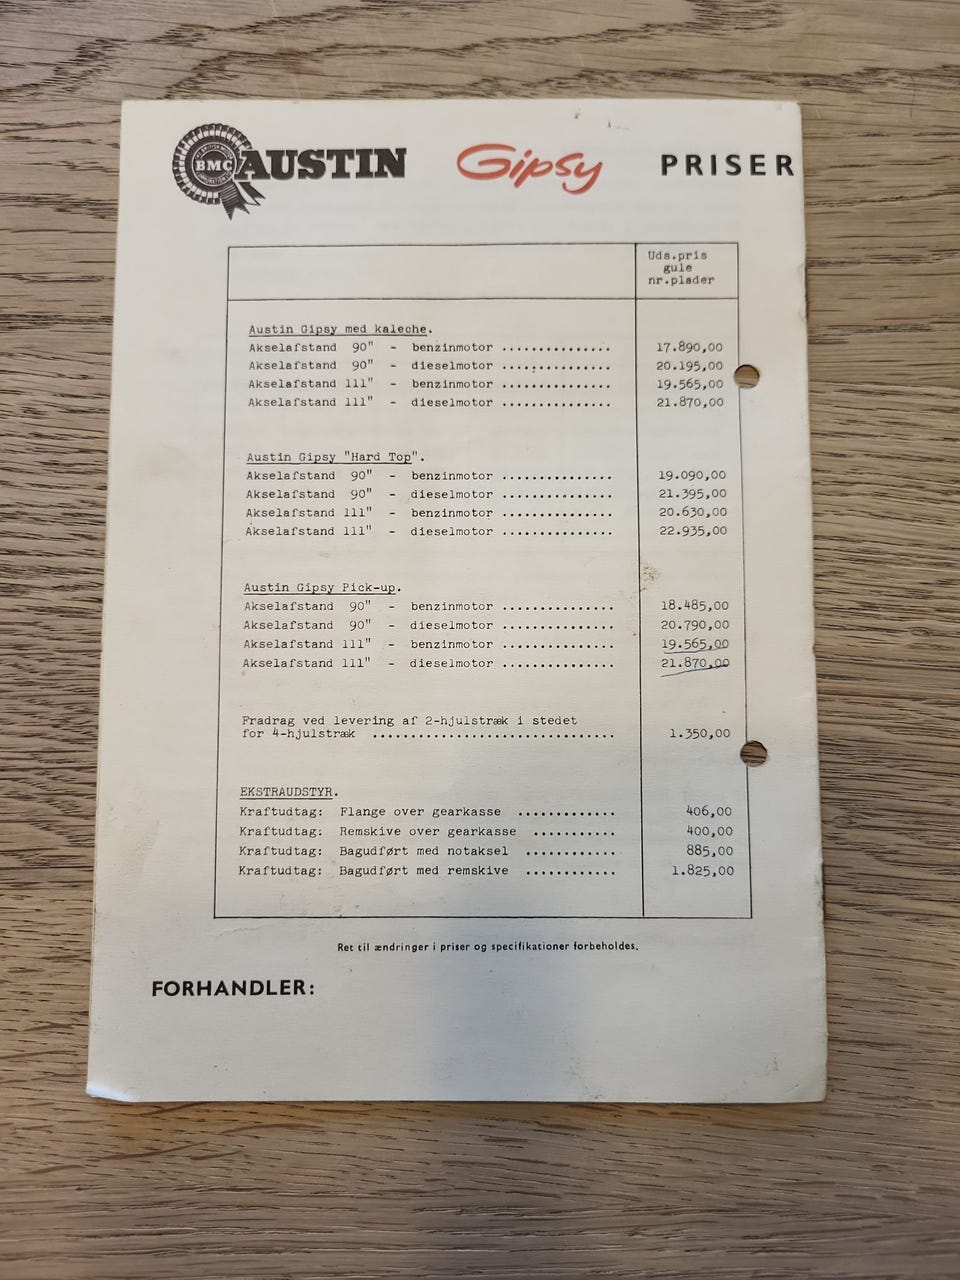 BMC AUSTIN Gipsy PRISER
Uds.pris
gule
nr.plader
Austin Gipsy med kaleche.
Akselafstand 90" - benzinmotor ............... 17.890,00
Akselafstand 90" - dieselmotor ............... 20.195,00
Akselafstand 111" - benzinmotor ............... 19.565,00
Akselafstand 111" - dieselmotor ............... 21.870,00
Austin Gipsy "Hard Top".
Akselafstand 90" - benzinmotor ............... 19.090,00
Akselafstand 90" - dieselmotor ............... 21.395,00
Akselafstand 111" - benzinmotor ............... 20.630,00
Akselafstand 111" - dieselmotor ............... 22.935,00
Austin Gipsy Pick-up.
Akselafstand 90" - benzinmotor ............... 18.485,00
Akselafstand 90" - dieselmotor ............... 20.790,00
Akselafstand 111" - benzinmotor ............... 19.565,00
Akselafstand 111" - dieselmotor ............... 21.870,00
Fradrag ved levering af 2-hjulstræk i stedet
for 4-hjulstræk ................................. 1.350,00
EKSTRAUDSTYR.
Kraftudtag: Flange over gearkasse ............. 406,00
Kraftudtag: Remskive over gearkasse ........... 400,00
Kraftudtag: Bagudført med notaksel ............ 885,00
Kraftudtag: Bagudført med remskive ............ 1.825,00
Ret til ændringer i priser og specifikationer forbeholdes.
FORHANDLER: